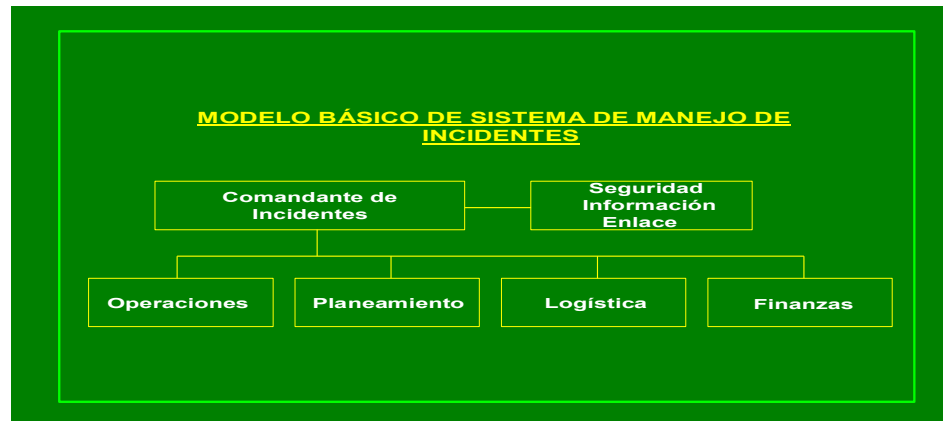 MODELO BÁSICO DE SISTEMA DE MANEJO DE
INCIDENTES
Comandante de
Incidentes
Seguridad
Información
Enlace
Operaciones
Planeamiento
Logística
Finanzas